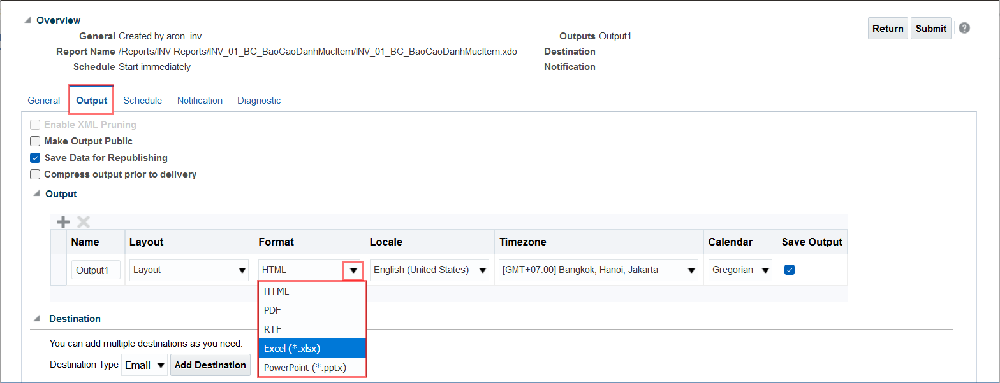 Overview
General Created by aron_inv
Outputs Output1
Return
Submit
?
Report Name /Reports/INV Reports/INV_01_BC_BaoCaoDanhMucItem/INV_01_BC_BaoCaoDanhMucItem.xdo
Destination
Schedule Start immediately
Notification
General Output Schedule Notification Diagnostic
Enable XML Pruning
Make Output Public
Save Data for Republishing
Compress output prior to delivery
Output
Name Layout Format Locale Timezone Calendar Save Output
Output1 Layout HTML English (United States) [GMT+07:00] Bangkok, Hanoi, Jakarta Gregorian
HTML
PDF
RTF
Excel (*.xlsx)
PowerPoint (*.pptx)
Destination
You can add multiple destinations as you need.
Destination Type Email Add Destination